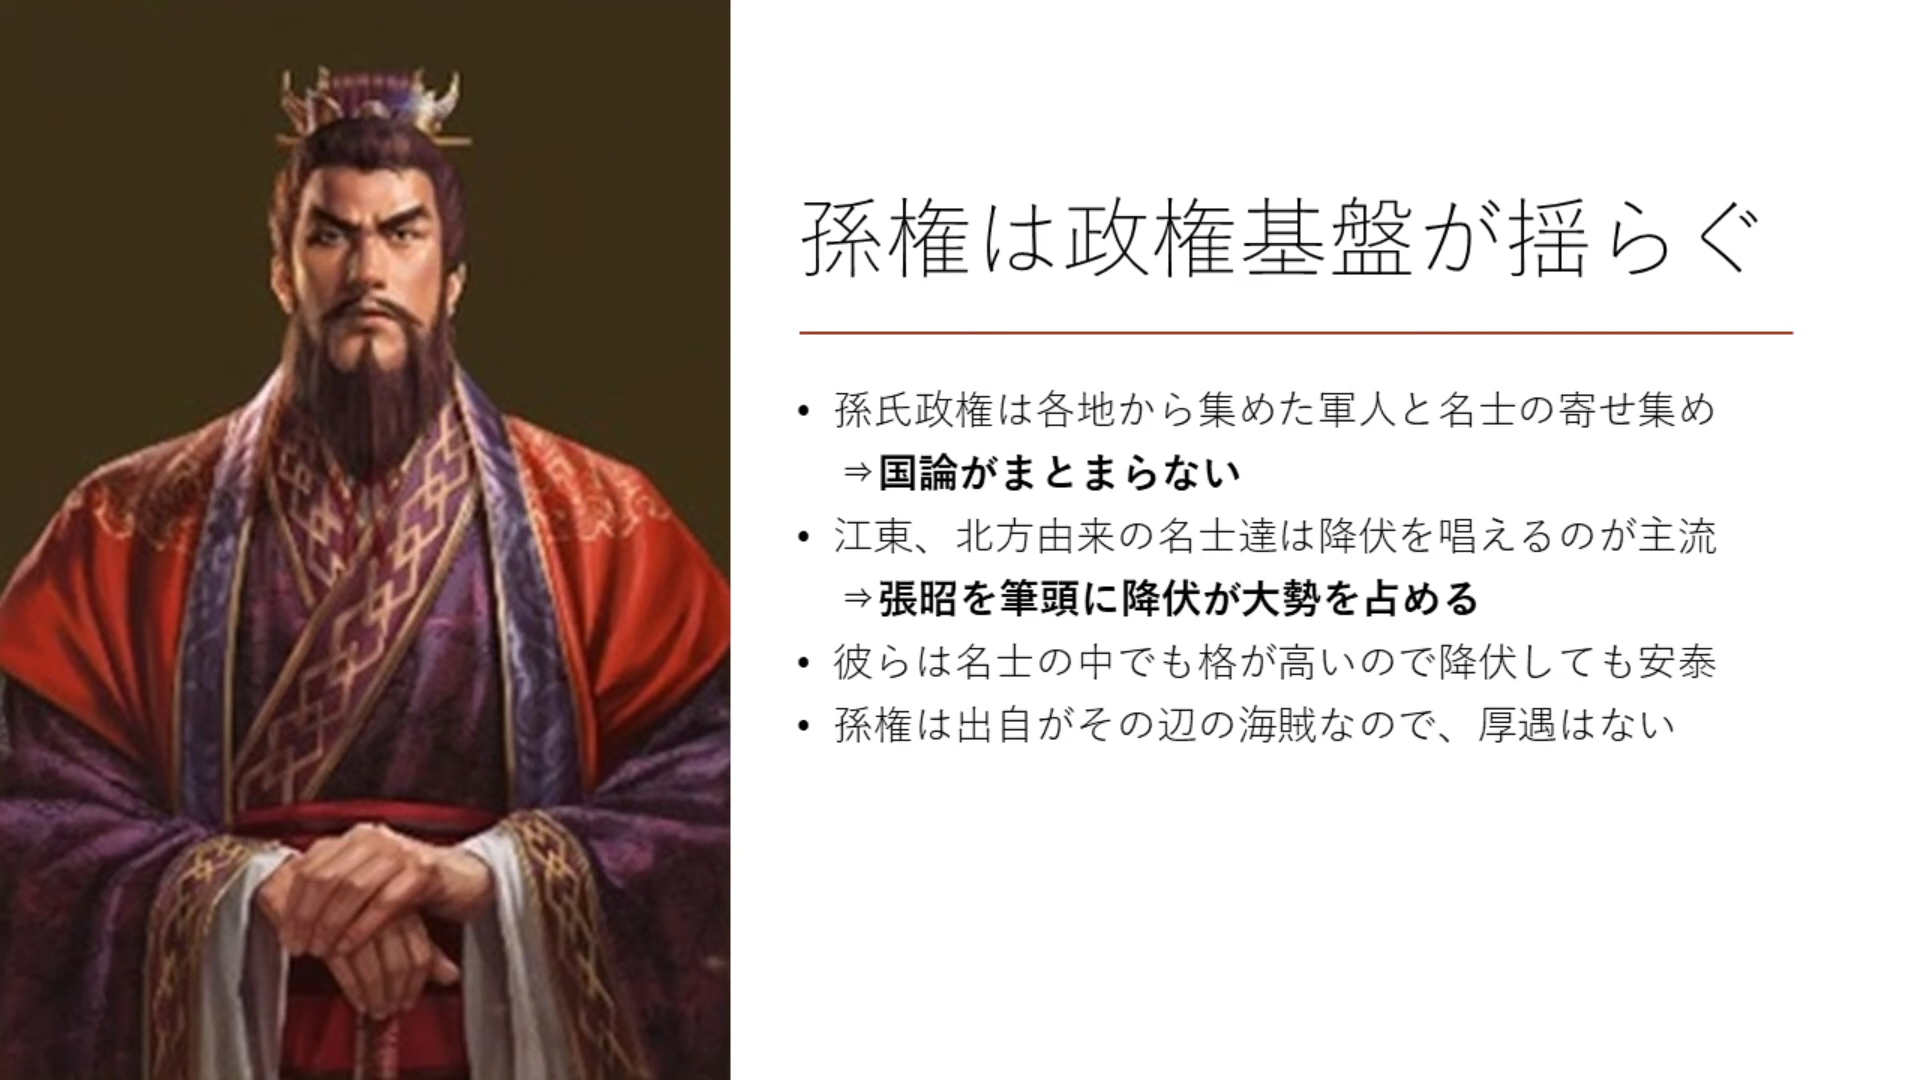 孫権は政権基盤が揺らぐ
• 孫氏政権は各地から集めた軍人と名士の寄せ集め
⇒国論がまとまらない
• 江東、北方由来の名士達は降伏を唱えるのが主流
⇒張昭を筆頭に降伏が大勢を占める
• 彼らは名士の中でも格が高いので降伏しても安泰
• 孫権は出自がその辺の海賊なので、厚遇はない